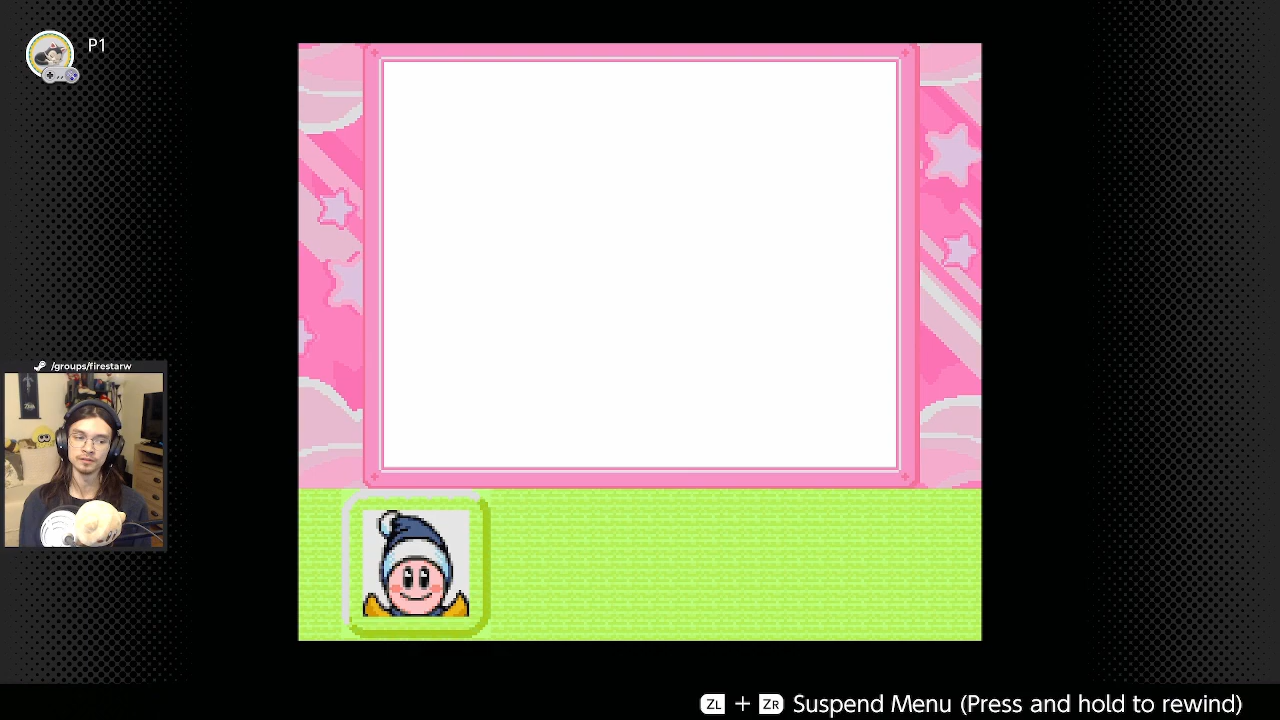 P1
/groups/firestarw
ZL + ZR Suspend Menu (Press and hold to rewind)